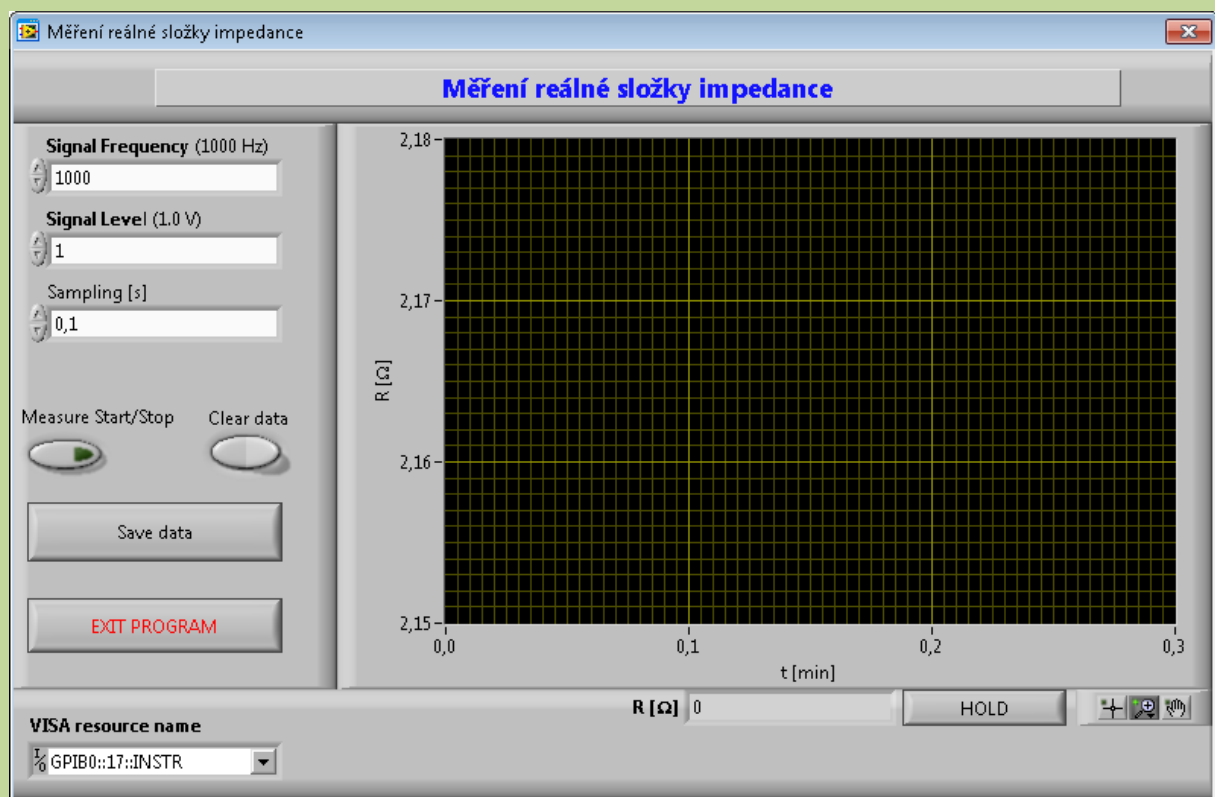 Měření reálné složky impedance
Měření reálné složky impedance
Signal Frequency (1000 Hz)
1000
Signal Level (1.0 V)
1
Sampling [s]
0,1
Measure Start/Stop Clear data
Save data
EXIT PROGRAM
VISA resource name
I/0 GPIB0::17::INSTR
2,18
2,17
2,16
2,15
R [Ω]
0,0 0,1 0,2 0,3
t [min]
R [Ω] 0 HOLD